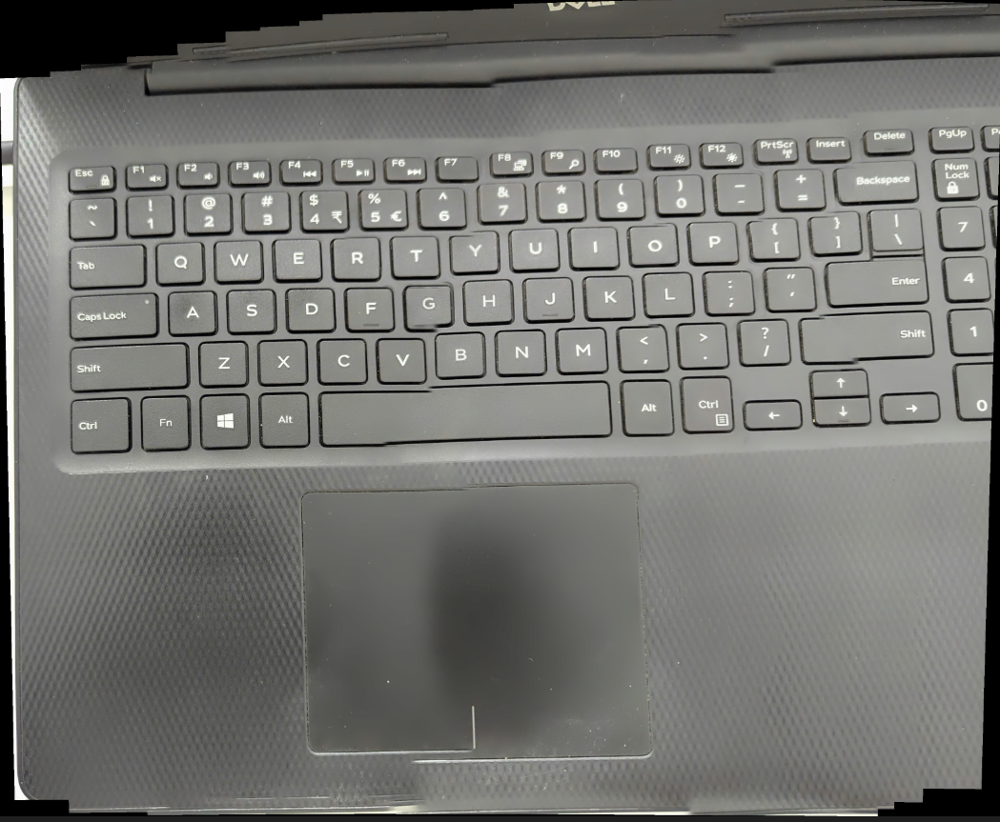 DELL
Esc F1 F2 F3 F4 F5 F6 F7 F8 F9 F10 F11 F12 PrtScr Insert Delete PgUp
~ ` ! 1 @ 2 # 3 $ 4 ₹ % 5 € ^ 6 & 7 * 8 ( 9 ) 0 _ - + = Backspace Num Lock
Tab Q W E R T Y U I O P { [ } ] | \ 7
Caps Lock A S D F G H J K L : ; " ' Enter 4
Shift Z X C V B N M < , > . ? / Shift 1
Ctrl Fn Alt Alt Ctrl ← ↑ ↓ → 0